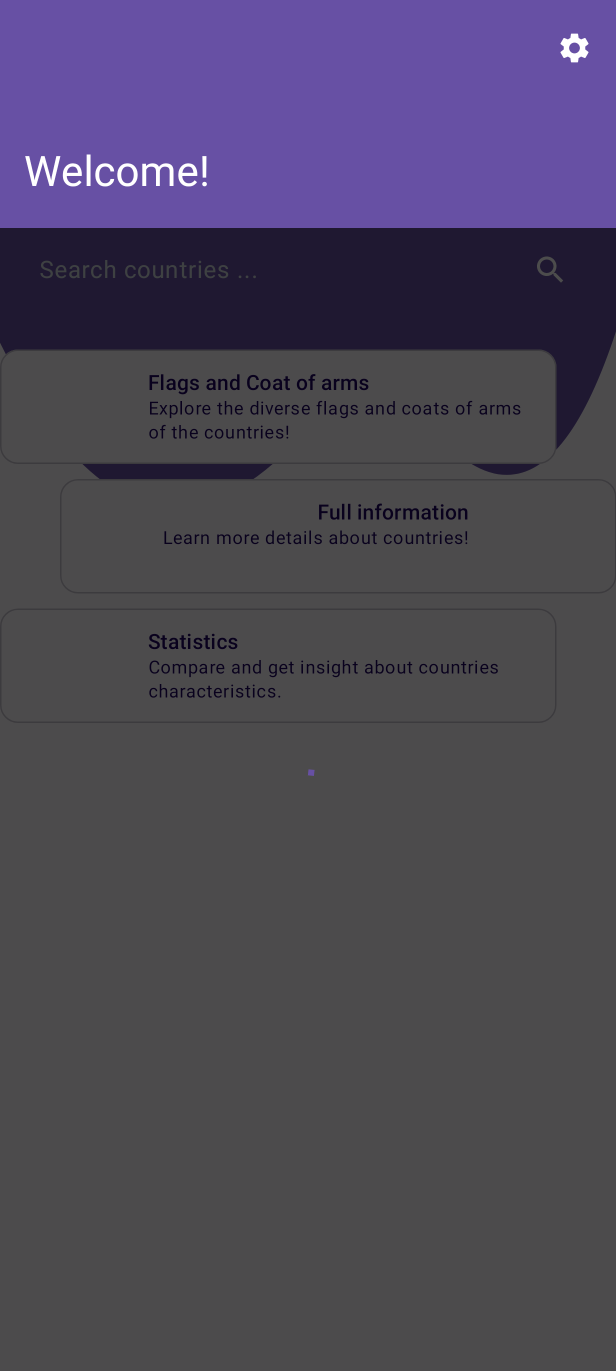 Welcome!
Search countries ...
Flags and Coat of arms
Explore the diverse flags and coats of arms
of the countries!
Full information
Learn more details about countries!
Statistics
Compare and get insight about countries
characteristics.